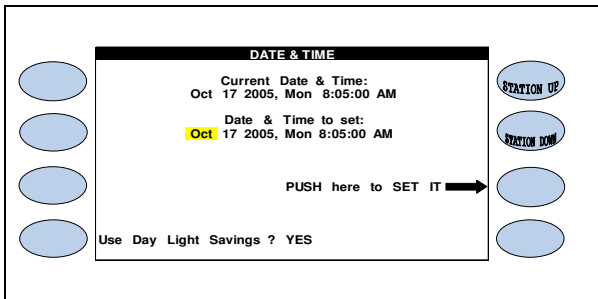 DATE & TIME
Current Date & Time:
Oct 17 2005, Mon 8:05:00 AM
STATION UP
Date & Time to set:
Oct 17 2005, Mon 8:05:00 AM
STATION DOWN
PUSH here to SET IT
Use Day Light Savings ? YES